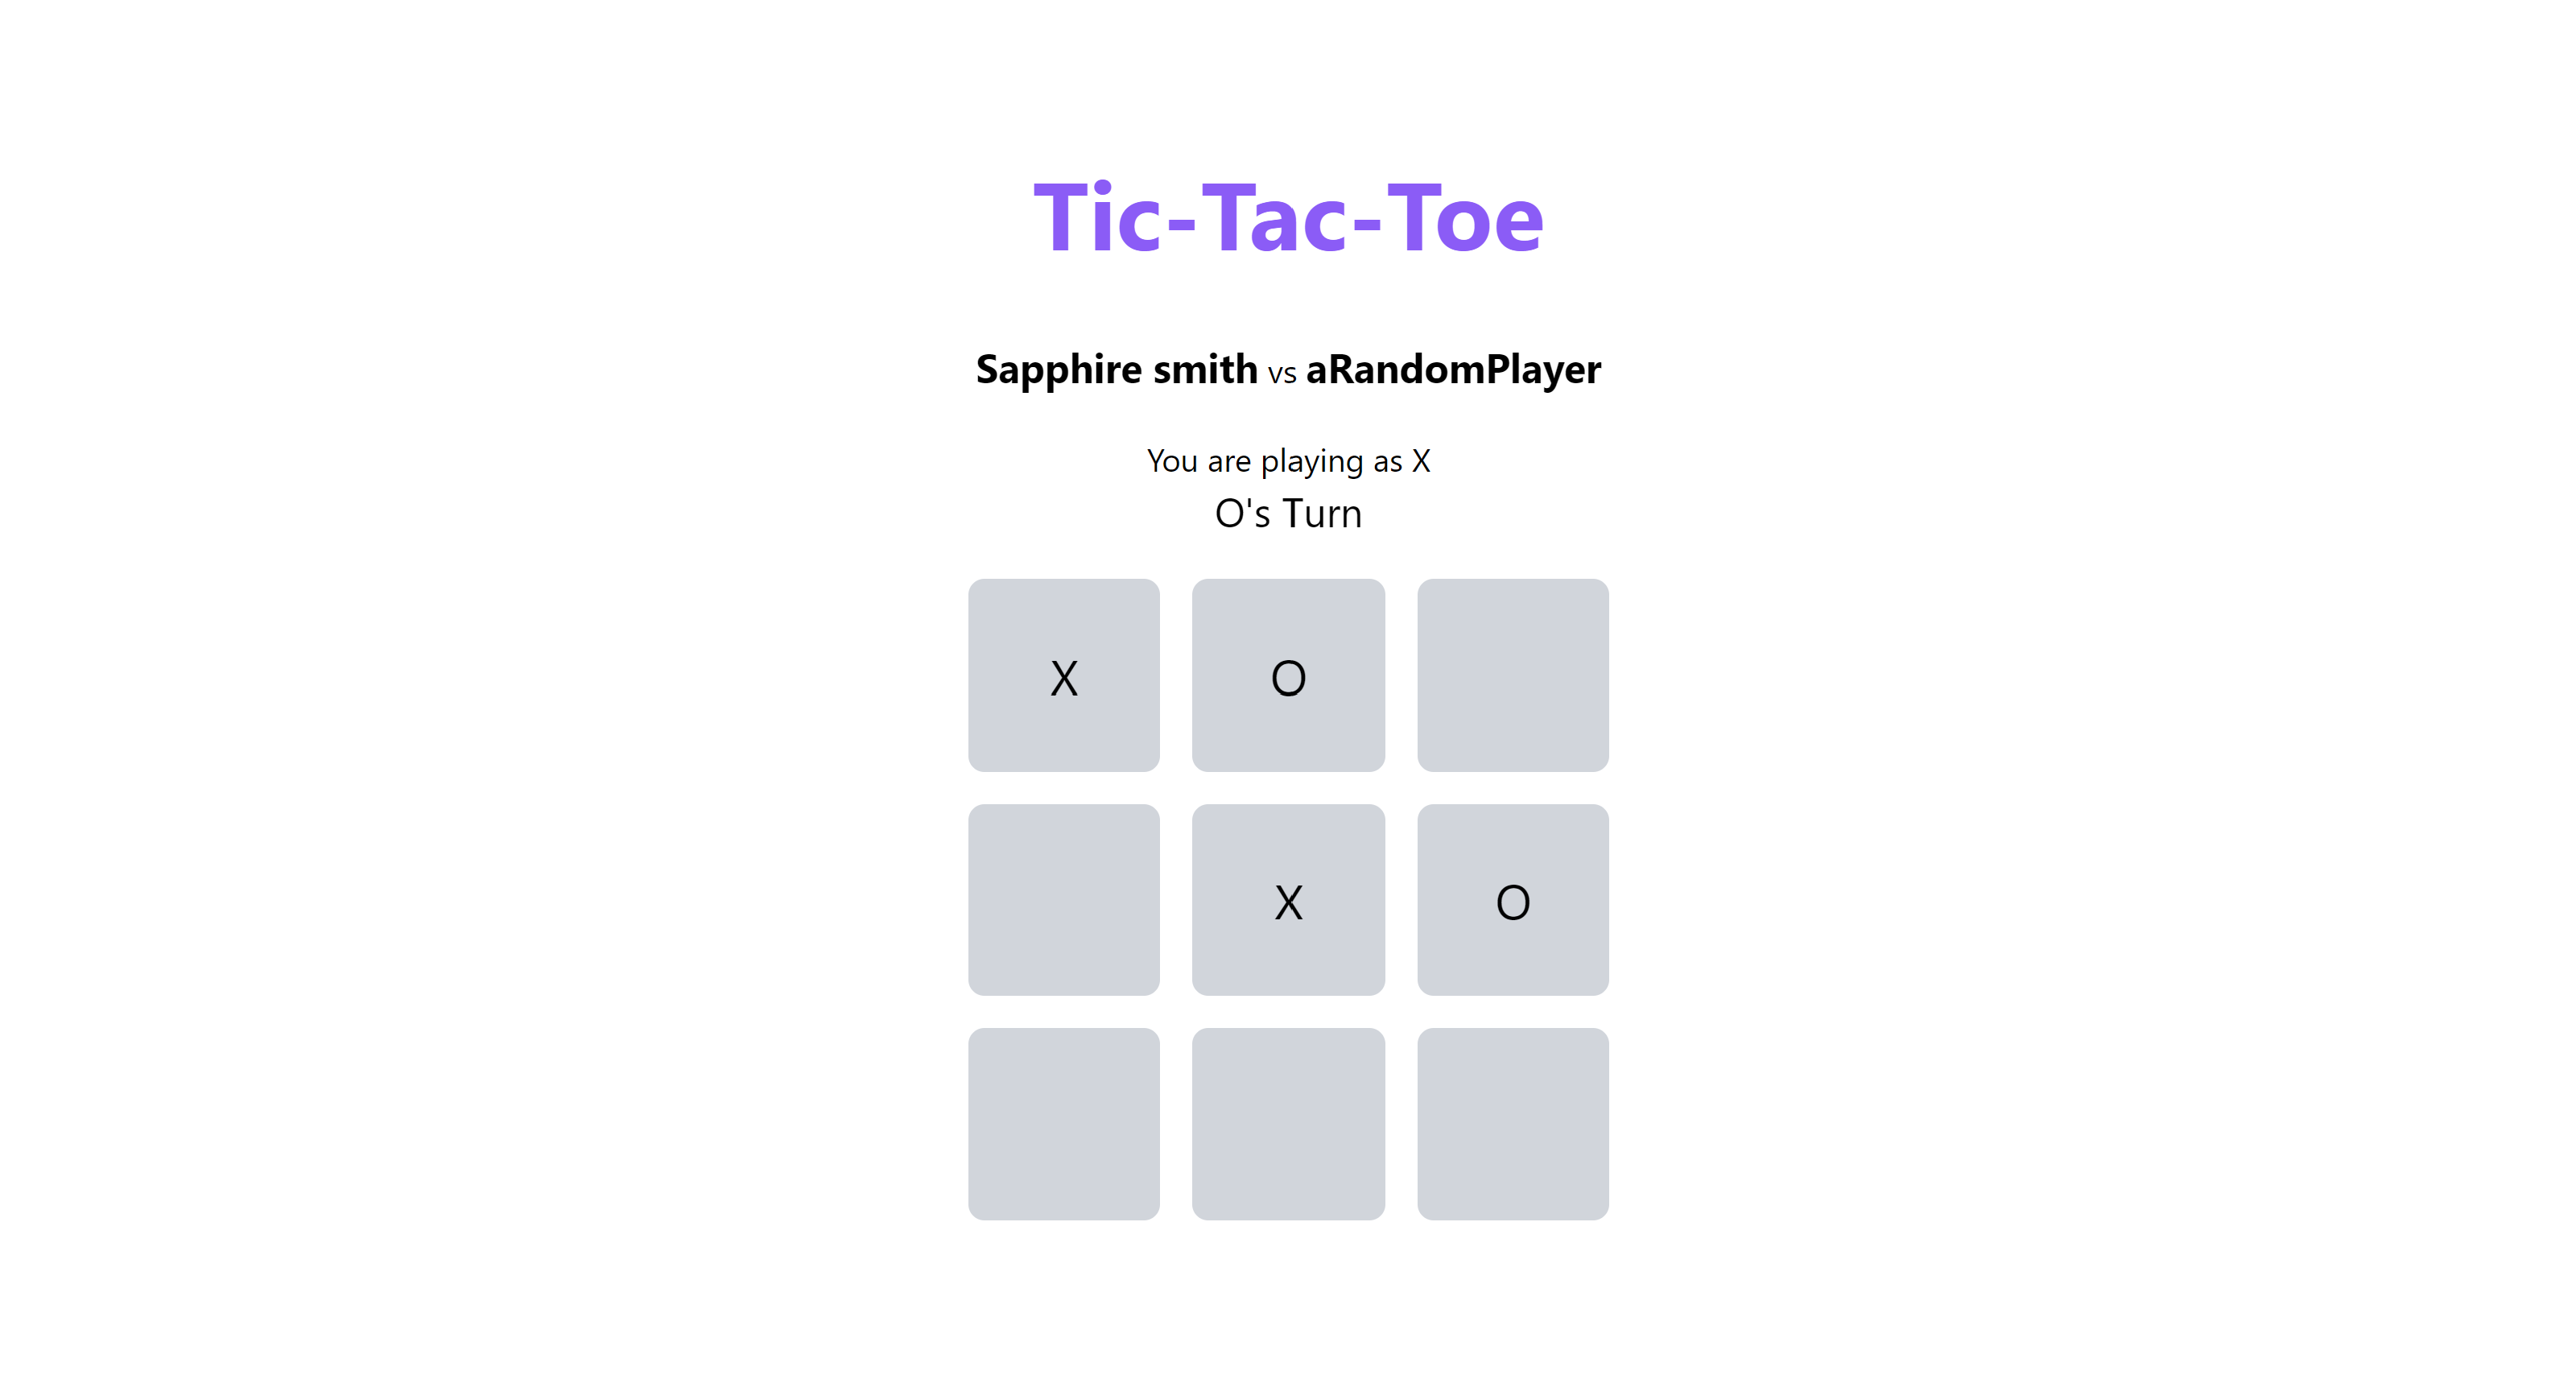 Tic-Tac-Toe
Sapphire smith vs aRandomPlayer
You are playing as X
O's Turn
X O
X O